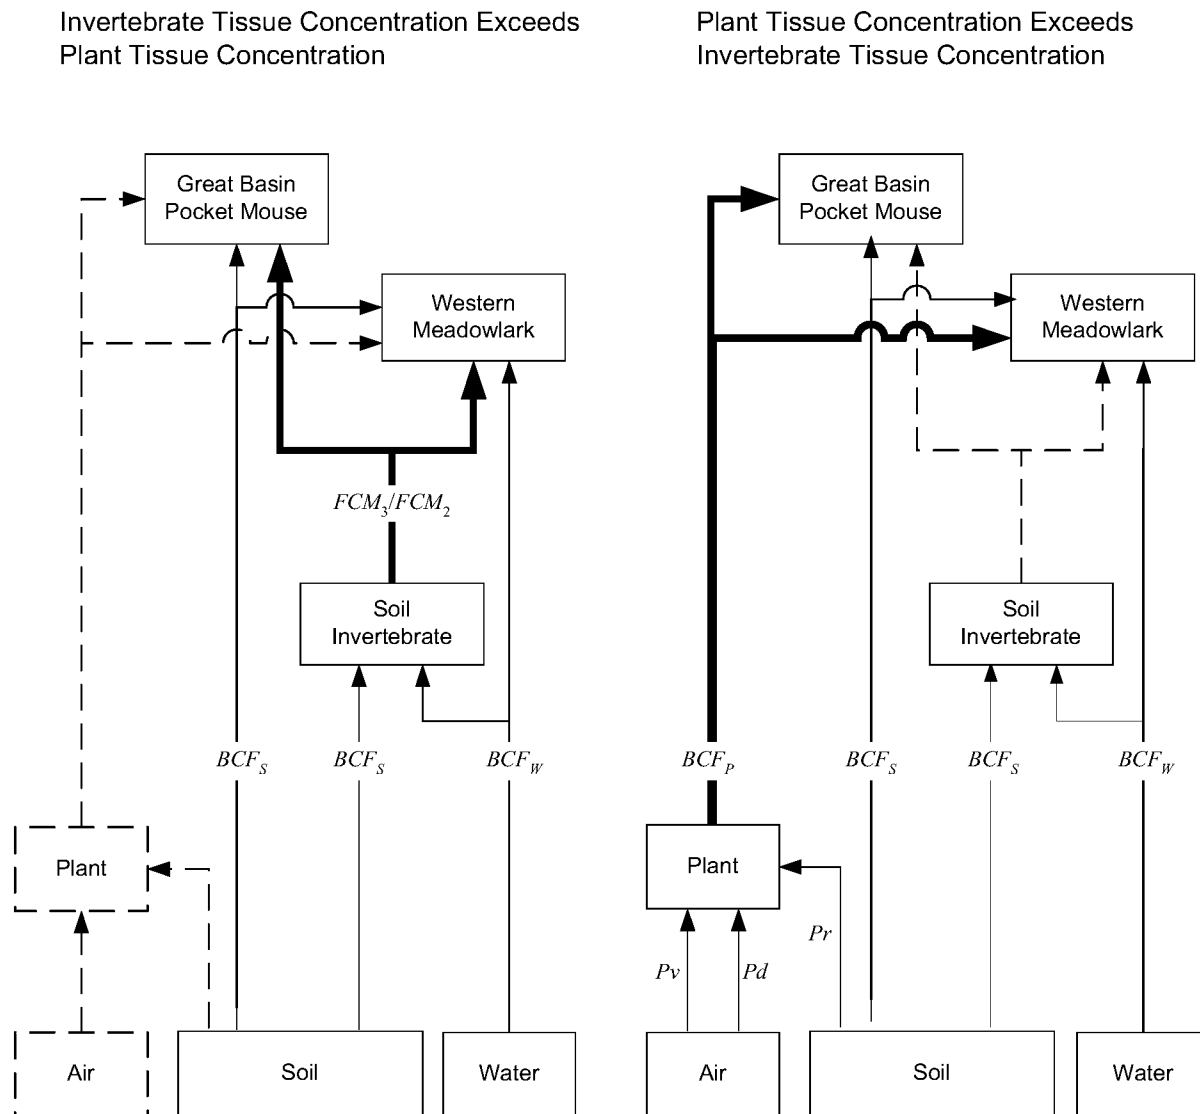 Invertebrate Tissue Concentration Exceeds
Plant Tissue Concentration
Great Basin
Pocket Mouse
Western
Meadowlark
FCM3/FCM2
Soil
Invertebrate
BCFS
BCFS
BCFW
Plant
Air
Soil
Water
Plant Tissue Concentration Exceeds
Invertebrate Tissue Concentration
Great Basin
Pocket Mouse
Western
Meadowlark
Soil
Invertebrate
BCFP
BCFS
BCFS
BCFW
Plant
Pr
Pv
Pd
Air
Soil
Water